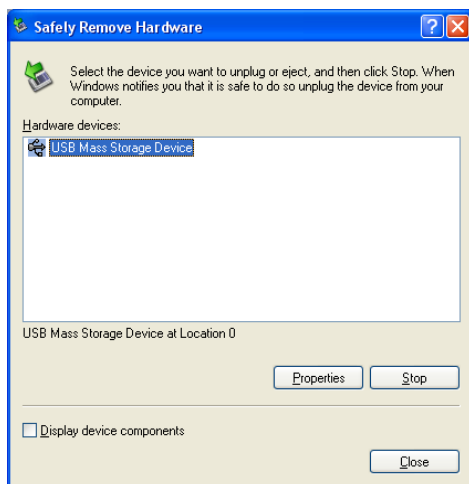 Safely Remove Hardware
Select the device you want to unplug or eject, and then click Stop. When
Windows notifies you that it is safe to do so unplug the device from your
computer.
Hardware devices:
USB Mass Storage Device
USB Mass Storage Device at Location 0
Properties Stop
Display device components
Close